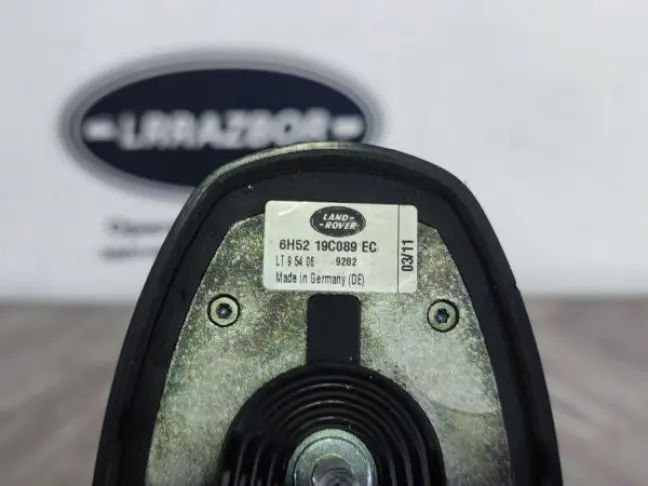 LRRAZBOR
LAND-
-ROVER
6H52 19C089 EC
LT 9 54 06 9282
Made in Germany (DE)
03/11